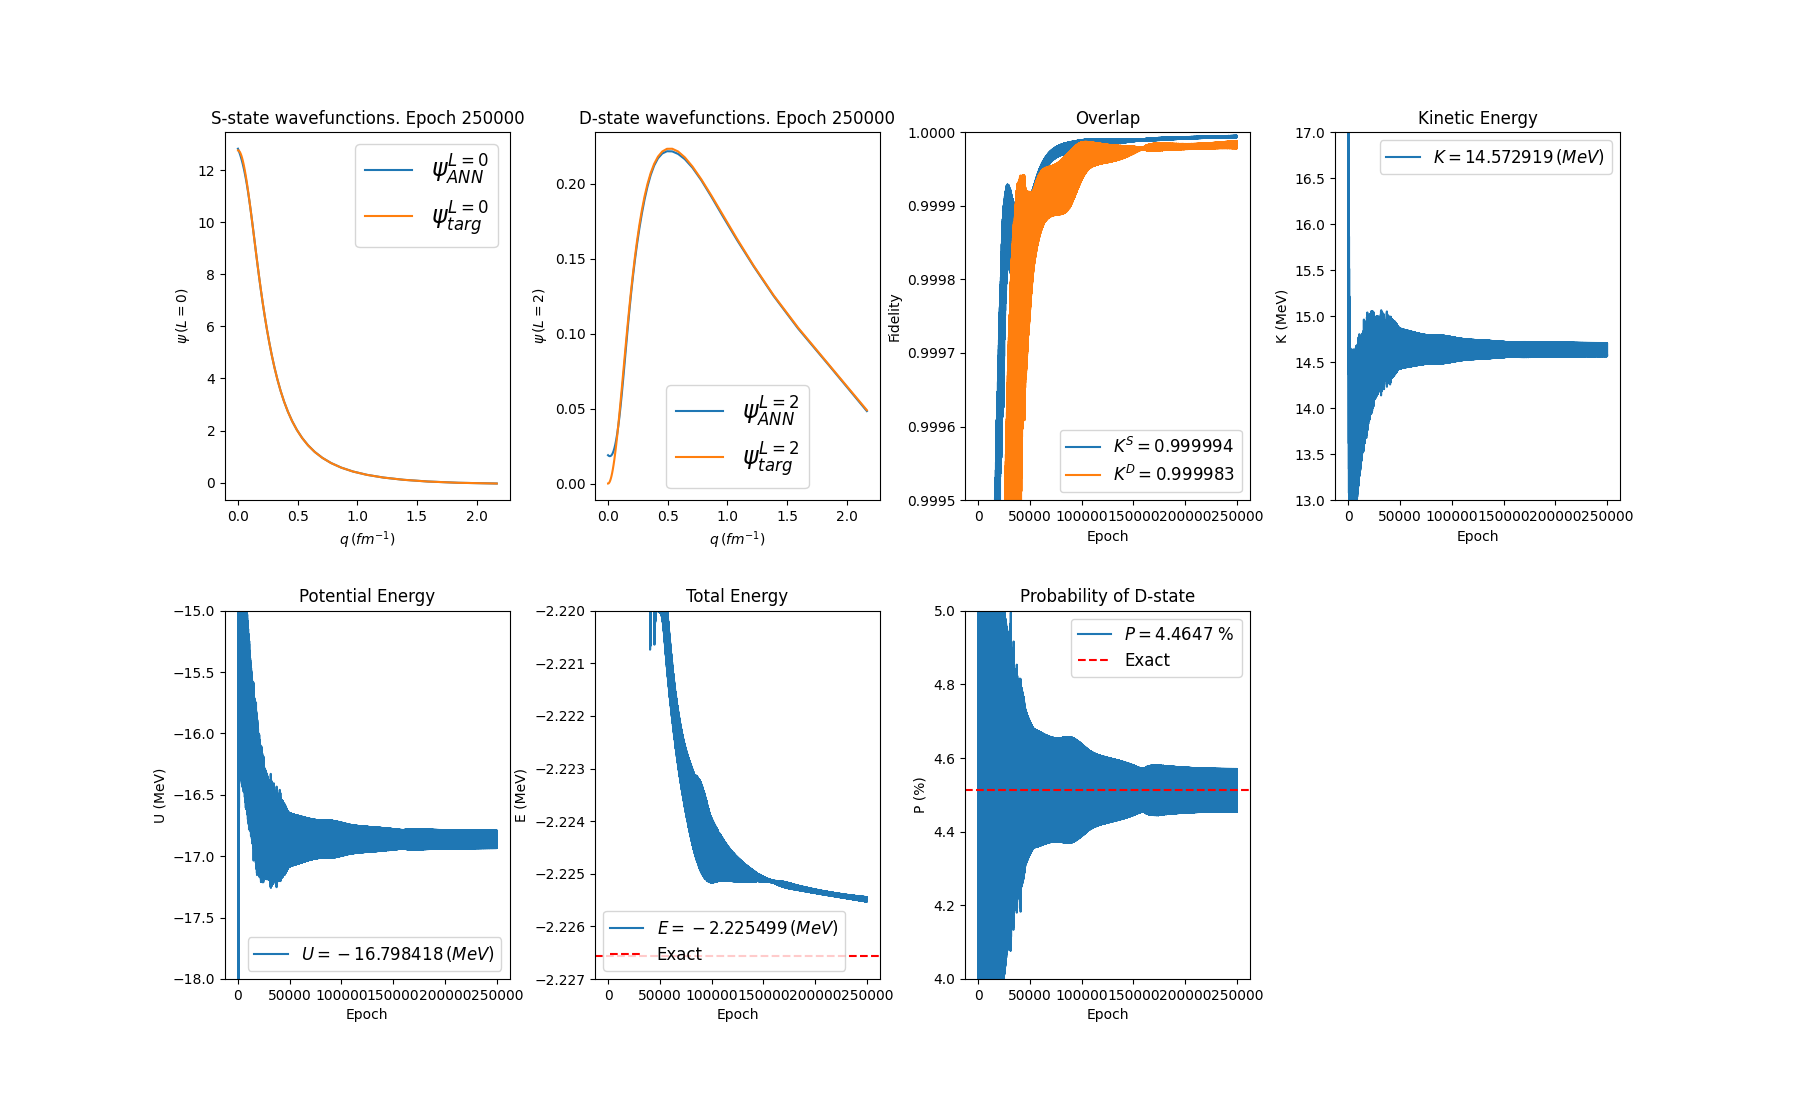 S-state wavefunctions. Epoch 250000
ψ(L = 0)
12
10
8
6
4
2
0
ψ_{ANN}^{L=0}
ψ_{targ}^{L=0}
0.0 0.5 1.0 1.5 2.0
q (fm⁻¹)
D-state wavefunctions. Epoch 250000
ψ(L = 2)
0.20
0.15
0.10
0.05
0.00
ψ_{ANN}^{L=2}
ψ_{targ}^{L=2}
0.0 0.5 1.0 1.5 2.0
q (fm⁻¹)
Overlap
Fidelity
1.0000
0.9999
0.9998
0.9997
0.9996
0.9995
K^S = 0.999994
K^D = 0.999983
0 50000 100000 150000 200000 250000
Epoch
Kinetic Energy
K (MeV)
17.0
16.5
16.0
15.5
15.0
14.5
14.0
13.5
13.0
K = 14.572919 (MeV)
0 50000 100000 150000 200000 250000
Epoch
Potential Energy
U (MeV)
−15.0
−15.5
−16.0
−16.5
−17.0
−17.5
−18.0
U = −16.798418 (MeV)
0 50000 100000 150000 200000 250000
Epoch
Total Energy
E (MeV)
−2.220
−2.221
−2.222
−2.223
−2.224
−2.225
−2.226
−2.227
E = −2.225499 (MeV)
Exact
0 50000 100000 150000 200000 250000
Epoch
Probability of D-state
P (%)
5.0
4.8
4.6
4.4
4.2
4.0
P = 4.4647 %
Exact
0 50000 100000 150000 200000 250000
Epoch